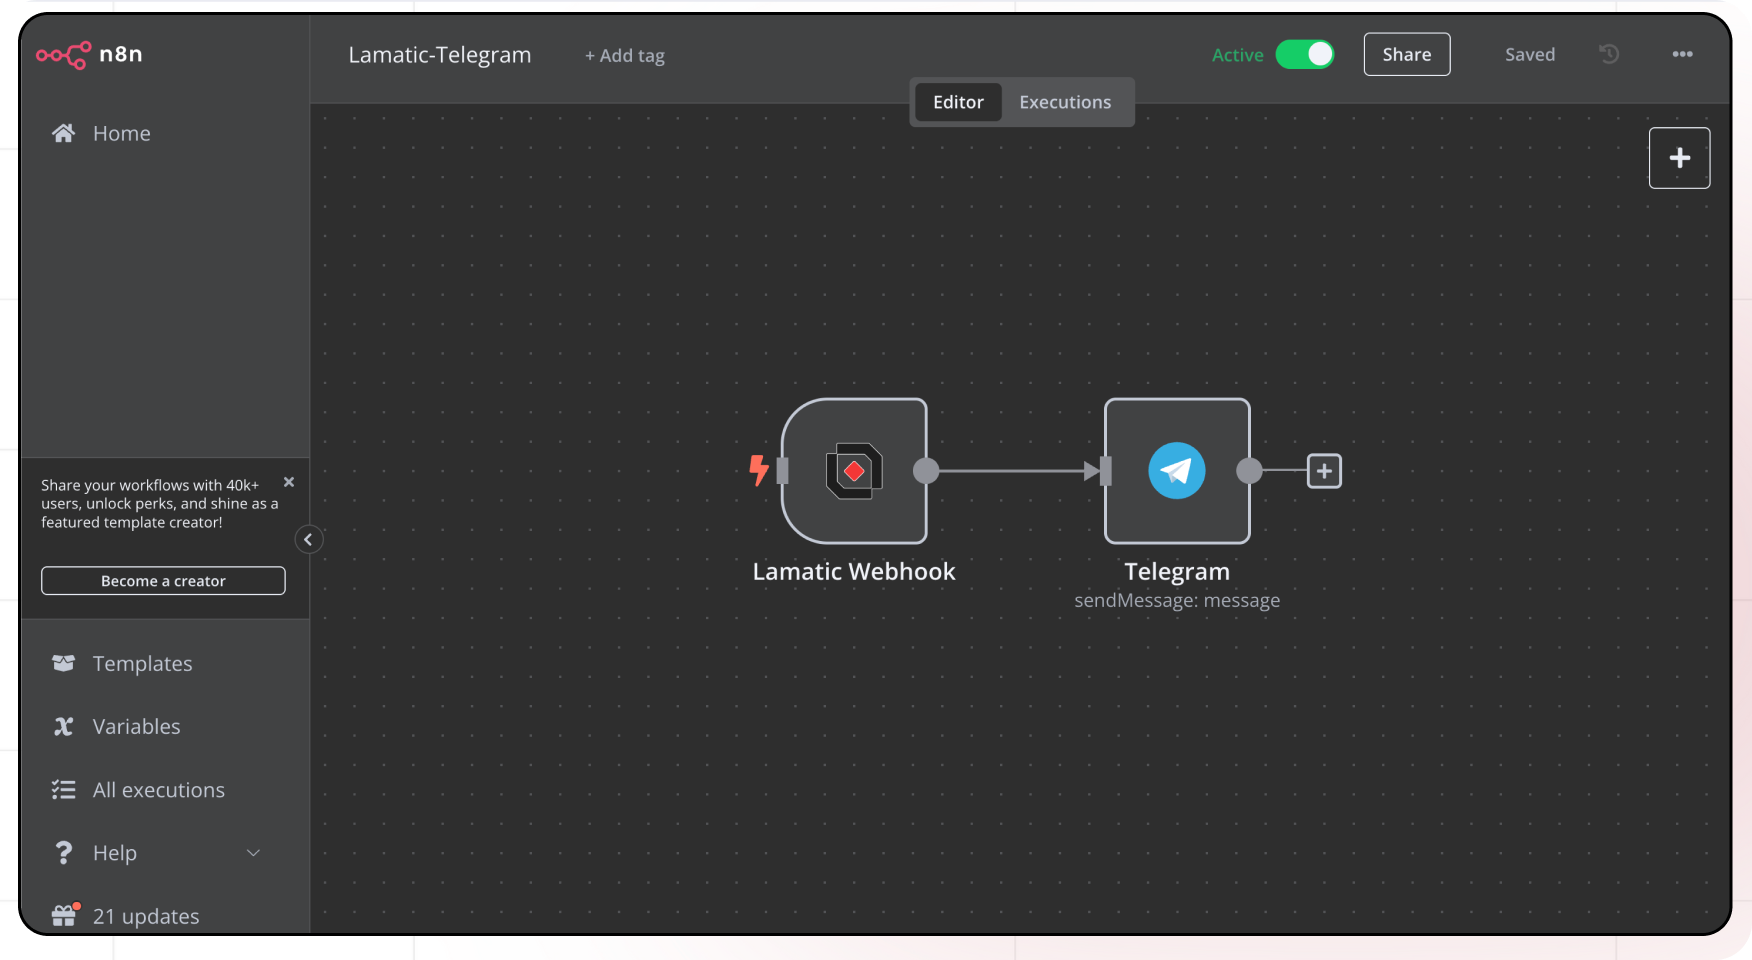 n8n
Lamatic-Telegram
+ Add tag
Active
Share
Saved
Editor
Executions
Home
Share your workflows with 40k+
users, unlock perks, and shine as a
featured template creator!
Become a creator
Templates
Variables
All executions
Help
21 updates
Lamatic Webhook
Telegram
sendMessage: message